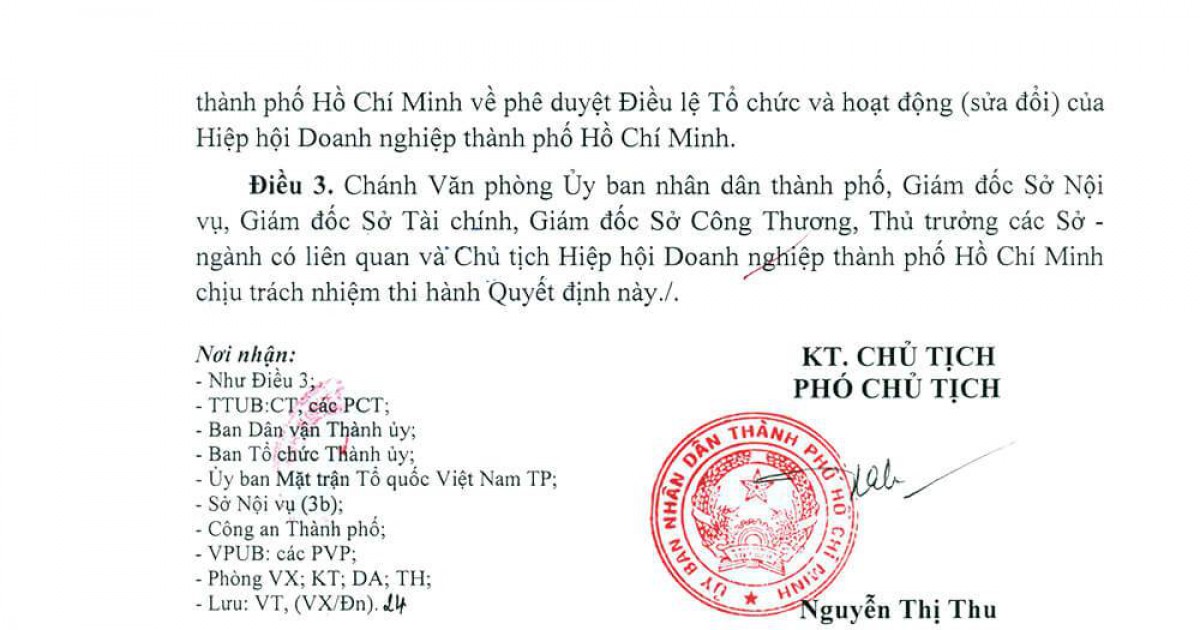 thành phố Hồ Chí Minh về phê duyệt Điều lệ Tổ chức và hoạt động (sửa đổi) của
Hiệp hội Doanh nghiệp thành phố Hồ Chí Minh.
Điều 3. Chánh Văn phòng Ủy ban nhân dân thành phố, Giám đốc Sở Nội
vụ, Giám đốc Sở Tài chính, Giám đốc Sở Công Thương, Thủ trưởng các Sở -
ngành có liên quan và Chủ tịch Hiệp hội Doanh nghiệp thành phố Hồ Chí Minh
chịu trách nhiệm thi hành Quyết định này./.
Nơi nhận:
- Như Điều 3;
- TTUB:CT, các PCT;
- Ban Dân vận Thành ủy;
- Ban Tổ chức Thành ủy;
- Ủy ban Mặt trận Tổ quốc Việt Nam TP;
- Sở Nội vụ (3b);
- Công an Thành phố;
- VPUB: các PVP;
- Phòng VX; KT; DA; TH;
- Lưu: VT, (VX/Đn). 24
KT. CHỦ TỊCH
PHÓ CHỦ TỊCH
ỦY BAN NHÂN DÂN THÀNH PHỐ HỒ CHÍ MINH
Nguyễn Thị Thu